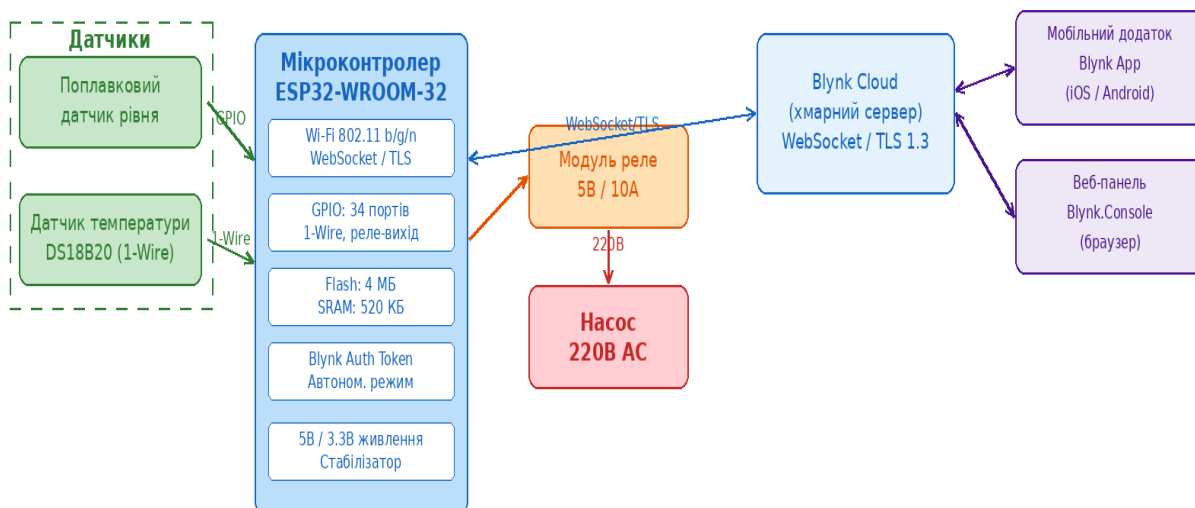 Датчики
Поплавковий
датчик рівня
GPIO
Датчик температури
DS18B20 (1-Wire)
1-Wire
Мікроконтролер
ESP32-WROOM-32
Wi-Fi 802.11 b/g/n
WebSocket / TLS
GPIO: 34 портів
1-Wire, реле-вихід
Flash: 4 МБ
SRAM: 520 КБ
Blynk Auth Token
Автоном. режим
5В / 3.3В живлення
Стабілізатор
WebSocket/TLS
Модуль реле
5В / 10А
220В
Насос
220В АС
Blynk Cloud
(хмарний сервер)
WebSocket / TLS 1.3
Мобільний додаток
Blynk App
(iOS / Android)
Веб-панель
Blynk.Console
(браузер)